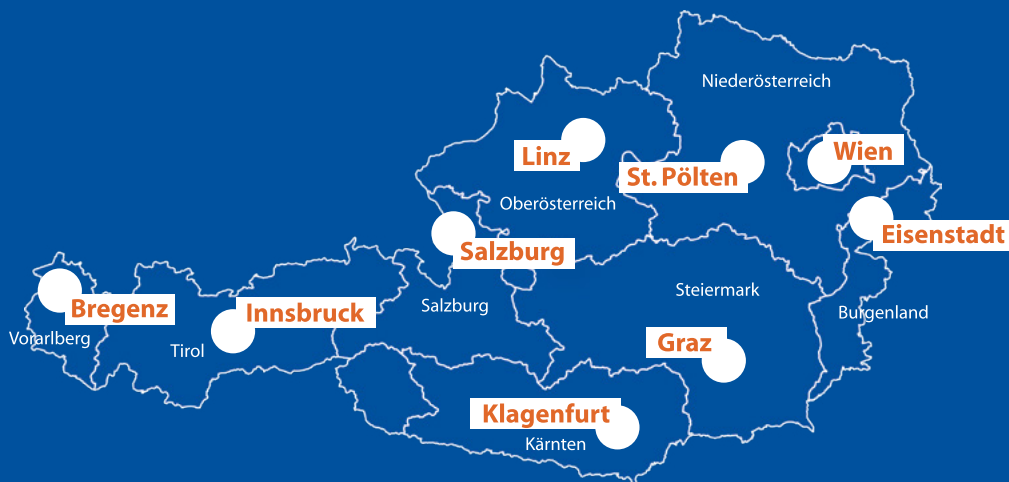 Niederösterreich
Wien
Linz
St. Pölten
Oberösterreich
Eisenstadt
Salzburg
Steiermark
Salzburg
Bregenz
Innsbruck
Burgenland
Vorarlberg
Tirol
Graz
Klagenfurt
Kärnten